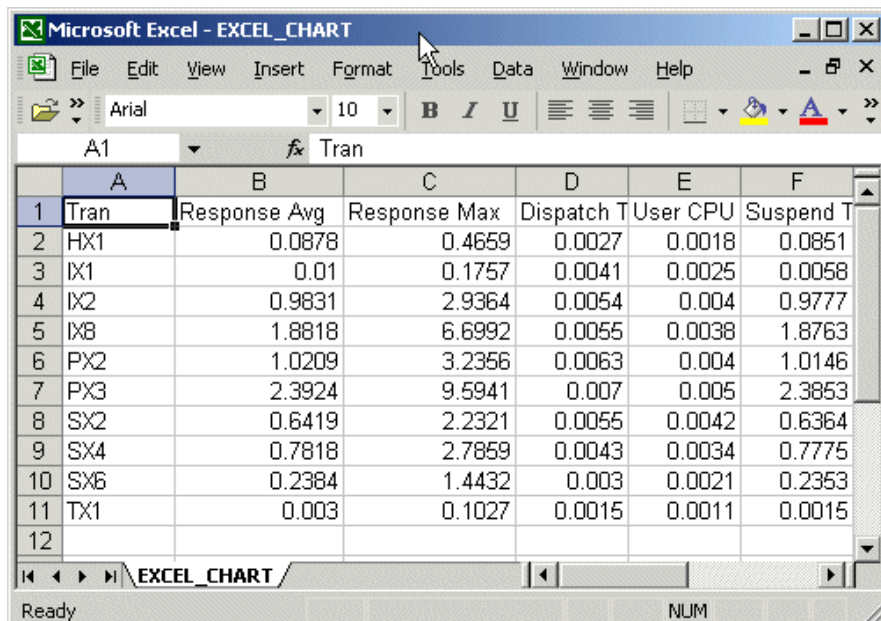 Microsoft Excel - EXCEL_CHART
File Edit View Insert Format Tools Data Window Help
Arial 10 B I U A
A1 fx Tran
A B C D E F
1 Tran Response Avg Response Max Dispatch T User CPU Suspend T
2 HX1 0.0878 0.4659 0.0027 0.0018 0.0851
3 IX1 0.01 0.1757 0.0041 0.0025 0.0058
4 IX2 0.9831 2.9364 0.0054 0.004 0.9777
5 IX8 1.8818 6.6992 0.0055 0.0038 1.8763
6 PX2 1.0209 3.2356 0.0063 0.004 1.0146
7 PX3 2.3924 9.5941 0.007 0.005 2.3853
8 SX2 0.6419 2.2321 0.0055 0.0042 0.6364
9 SX4 0.7818 2.7859 0.0043 0.0034 0.7775
10 SX6 0.2384 1.4432 0.003 0.0021 0.2353
11 TX1 0.003 0.1027 0.0015 0.0011 0.0015
12
EXCEL_CHART
Ready NUM